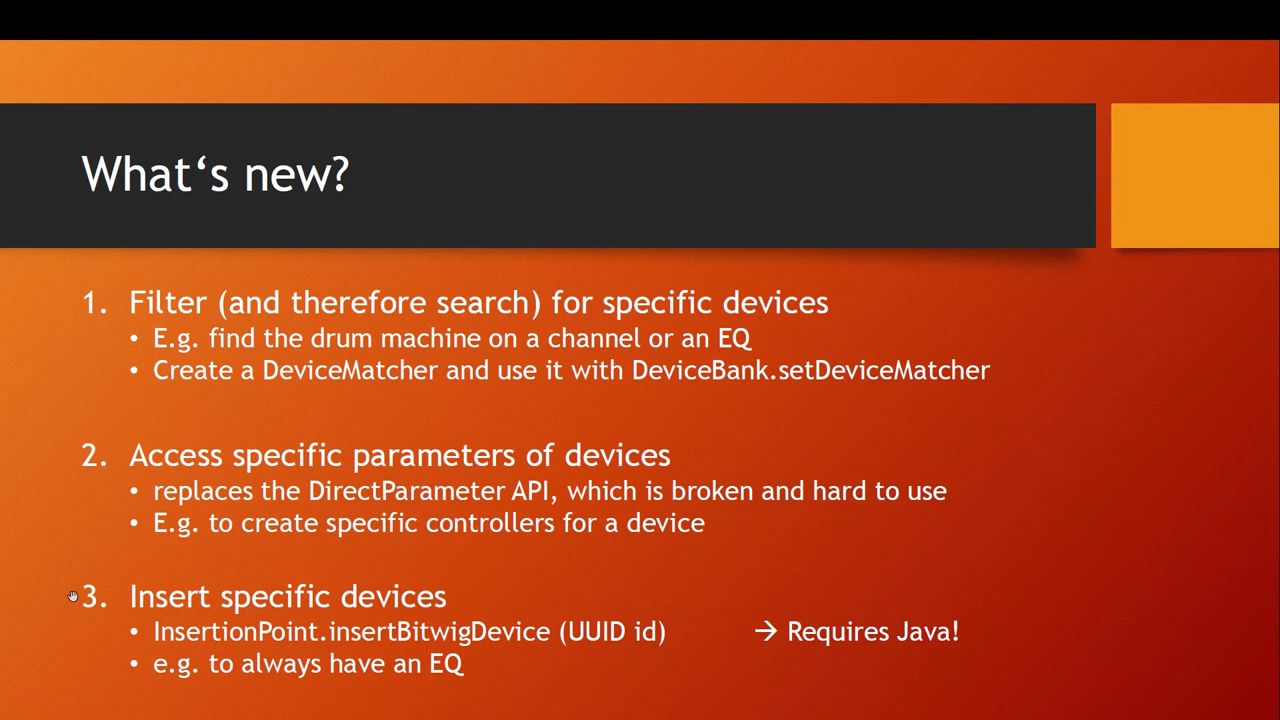 What‘s new?
1. Filter (and therefore search) for specific devices
• E.g. find the drum machine on a channel or an EQ
• Create a DeviceMatcher and use it with DeviceBank.setDeviceMatcher
2. Access specific parameters of devices
• replaces the DirectParameter API, which is broken and hard to use
• E.g. to create specific controllers for a device
3. Insert specific devices
• InsertionPoint.insertBitwigDevice (UUID id) → Requires Java!
• e.g. to always have an EQ